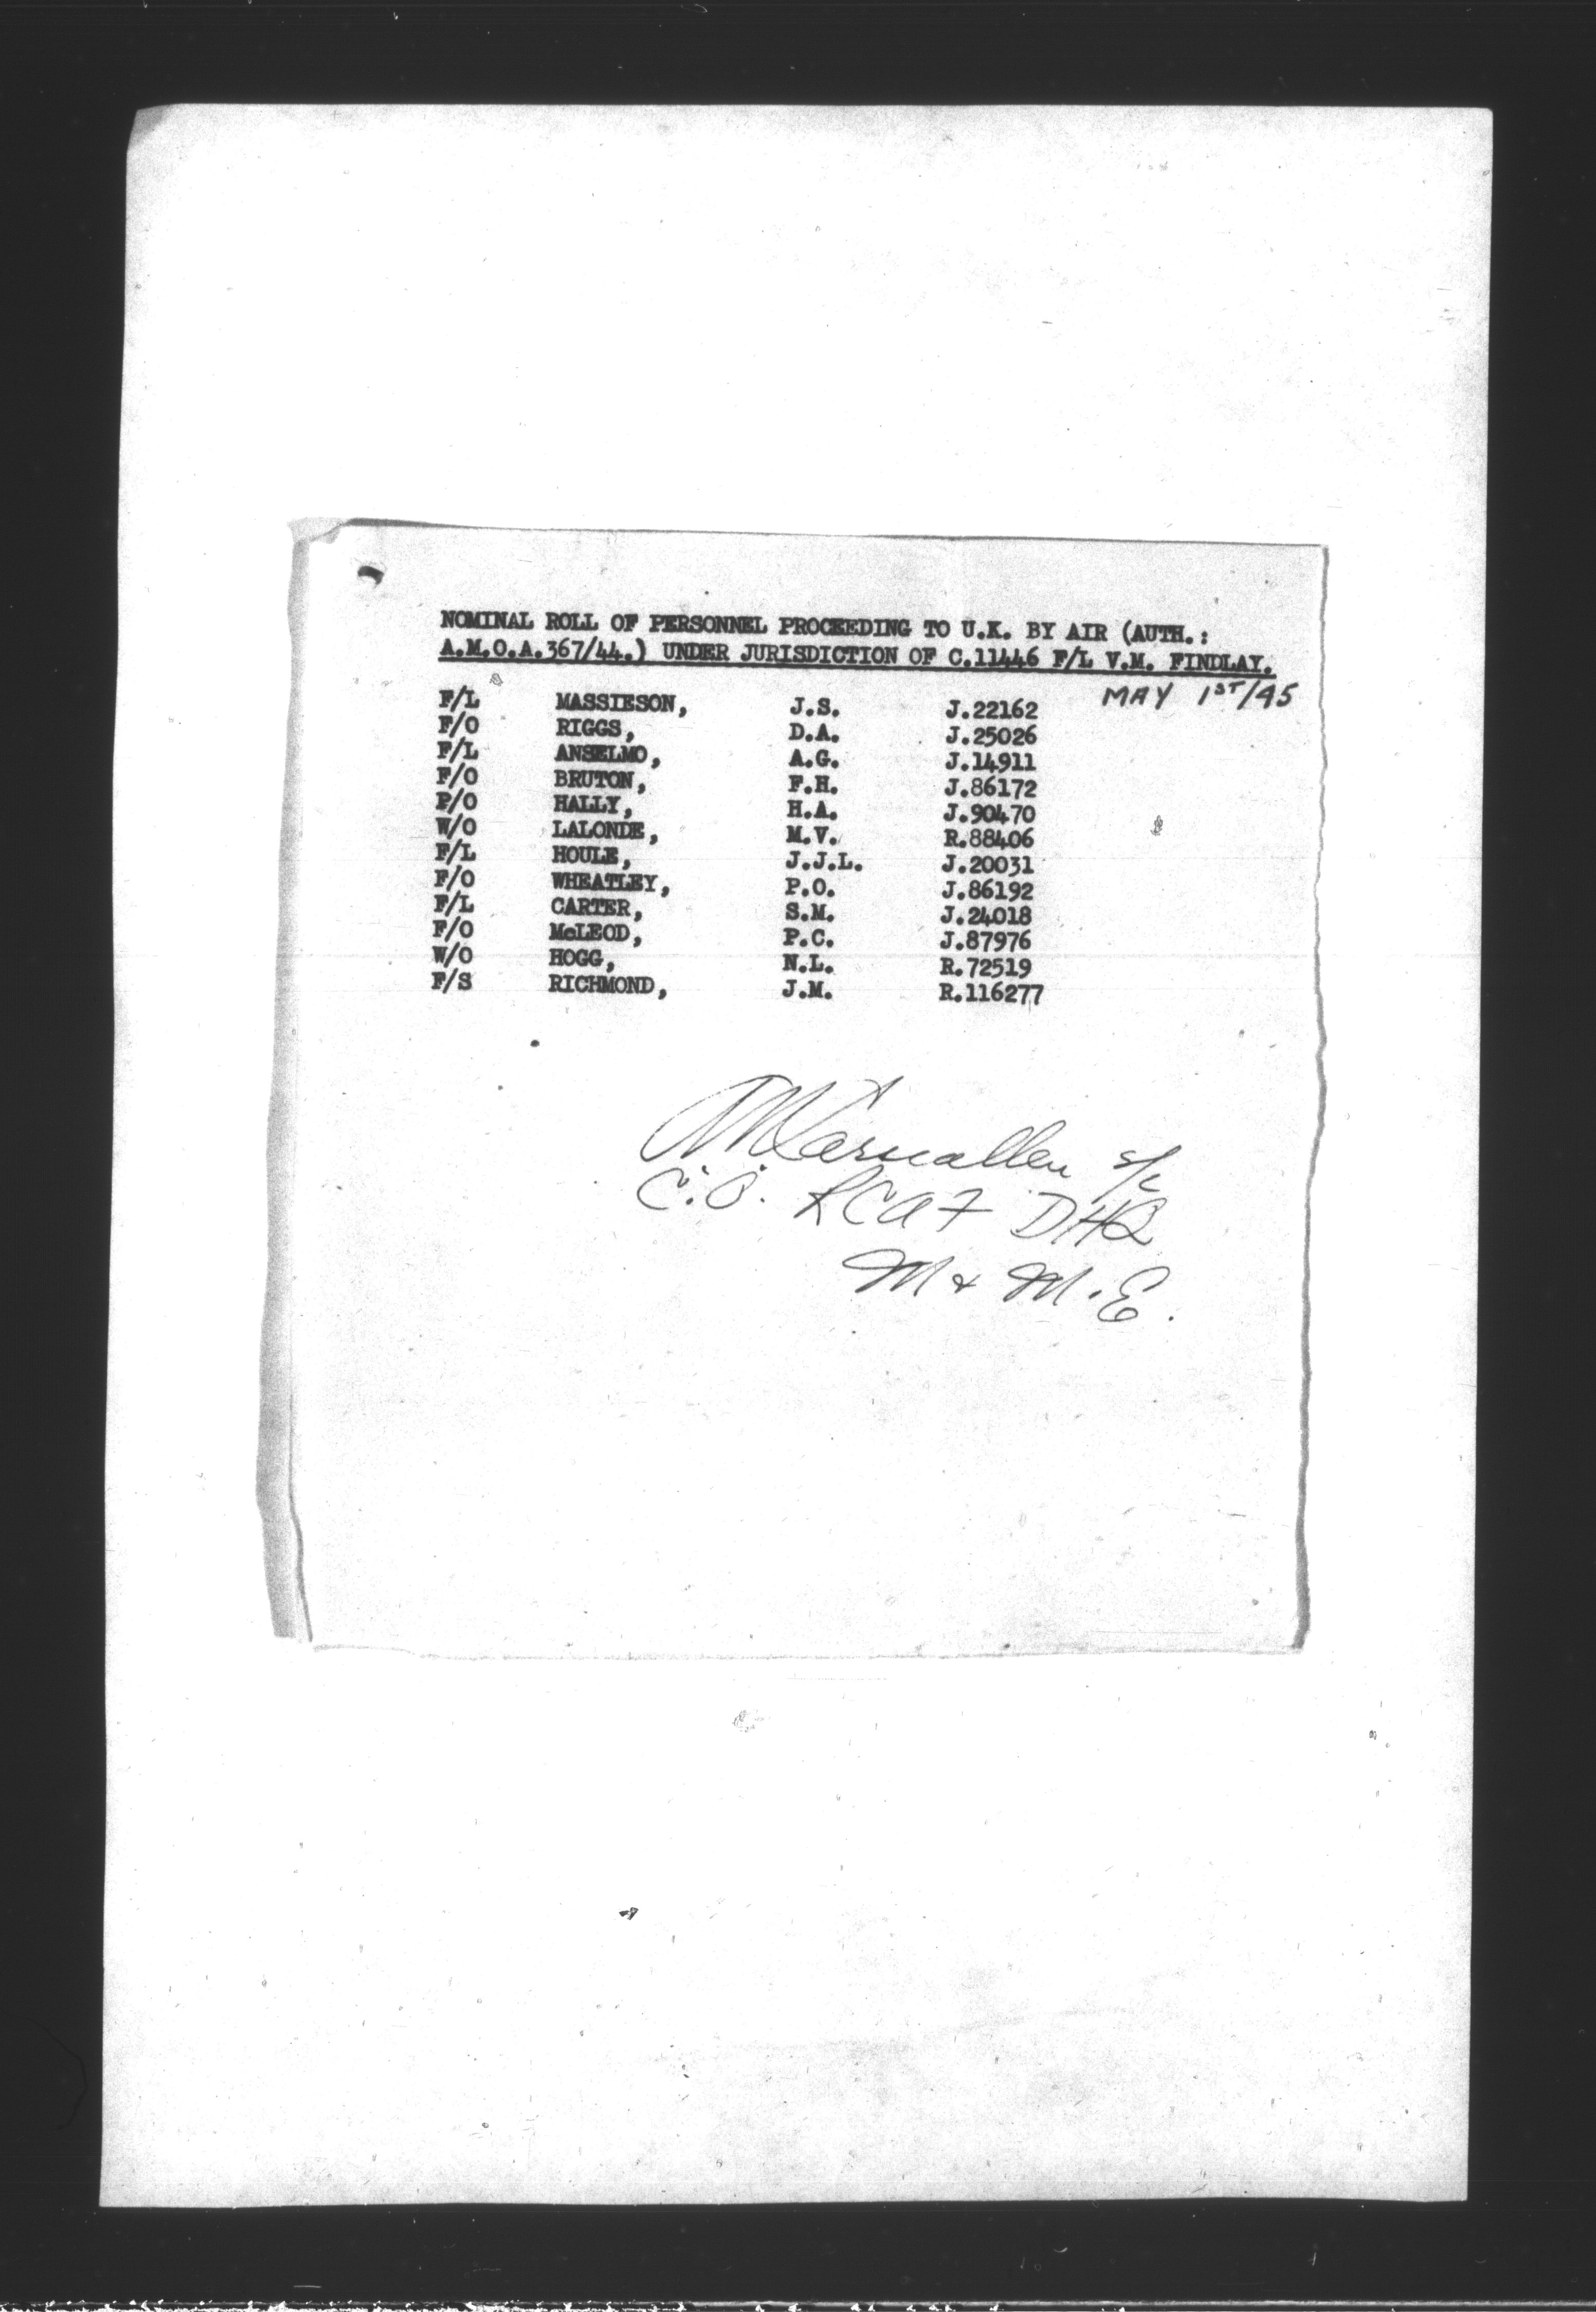 NOMINAL ROLL OF PERSONNEL PROCEEDING TO U.K. BY AIR (AUTH.:
A.M.O.A.367/44.) UNDER JURISDICTION OF C.11446 F/L V.M. FINDLAY.
MAY 1ST/45
F/L MASSIESON, J.S. J.22162
F/O RIGGS, D.A. J.25026
F/L ANSELMO, A.G. J.14911
F/O BRUTON, F.H. J.86172
P/O HALLY, H.A. J.90470
W/O LALONDE, M.V. R.88406
F/L HOULE, J.J.L. J.20031
F/O WHEATLEY, P.O. J.86192
F/L CARTER, S.M. J.24018
F/O McLEOD, P.C. J.87976
W/O HOGG, N.L. R.72519
F/S RICHMOND, J.M. R.116277
C.O. RCAF DHQ
M & M.E.